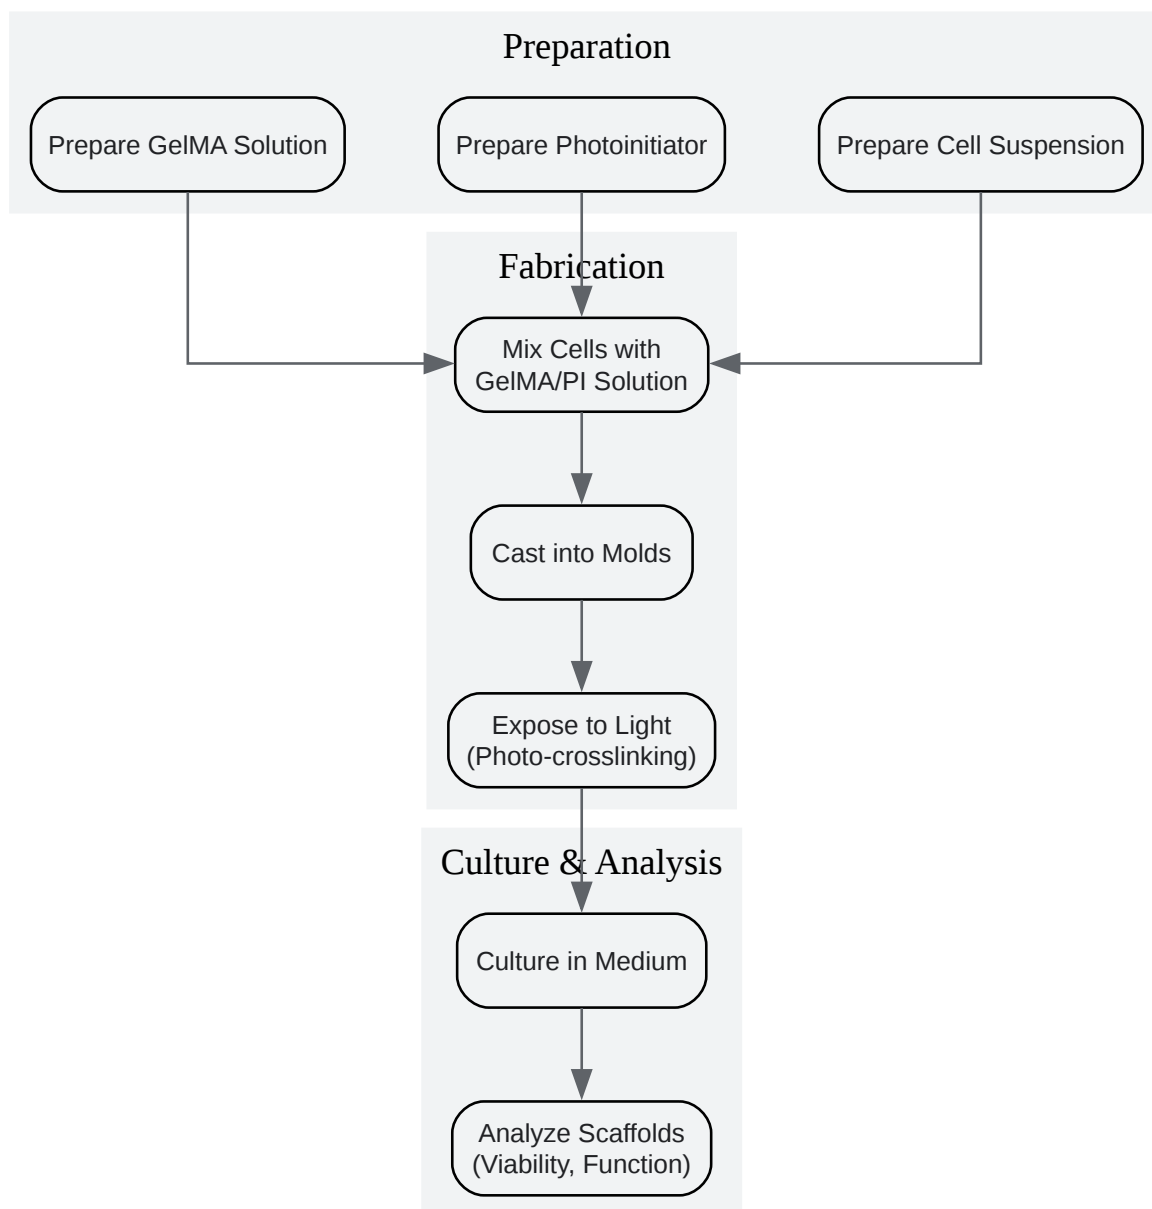 Preparation
Prepare GelMA Solution
Prepare Photoinitiator
Prepare Cell Suspension
Fabrication
Mix Cells with
GelMA/PI Solution
Cast into Molds
Expose to Light
(Photo-crosslinking)
Culture & Analysis
Culture in Medium
Analyze Scaffolds
(Viability, Function)